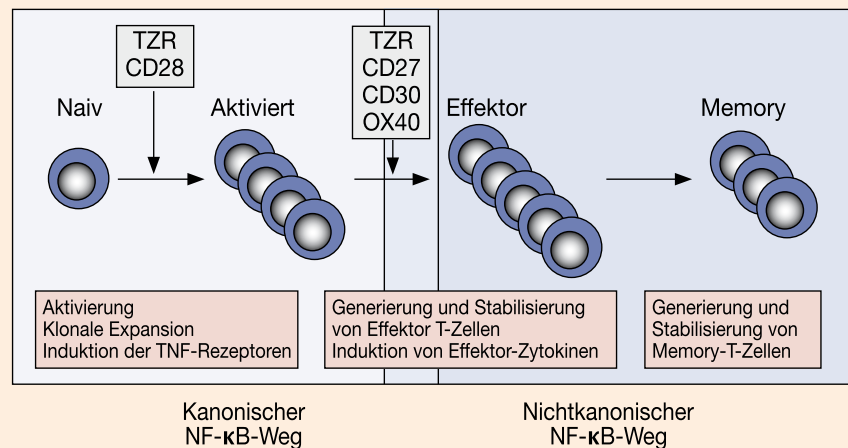 TZR
CD28
TZR
CD27
CD30
OX40
Naiv
Aktiviert
Effektor
Memory
Aktivierung
Klonale Expansion
Induktion der TNF-Rezeptoren
Generierung und Stabilisierung
von Effektor T-Zellen
Induktion von Effektor-Zytokinen
Generierung und
Stabilisierung von
Memory-T-Zellen
Kanonischer
NF-κB-Weg
Nichtkanonischer
NF-κB-Weg